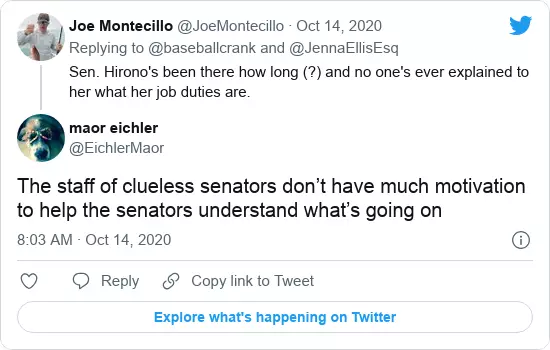 Joe Montecillo @JoeMontecillo · Oct 14, 2020
Replying to @baseballcrank and @JennaEllisEsq
Sen. Hirono's been there how long (?) and no one's ever explained to
her what her job duties are.
maor eichler
@EichlerMaor
The staff of clueless senators don’t have much motivation
to help the senators understand what’s going on
8:03 AM · Oct 14, 2020
Reply
Copy link to Tweet
Explore what's happening on Twitter